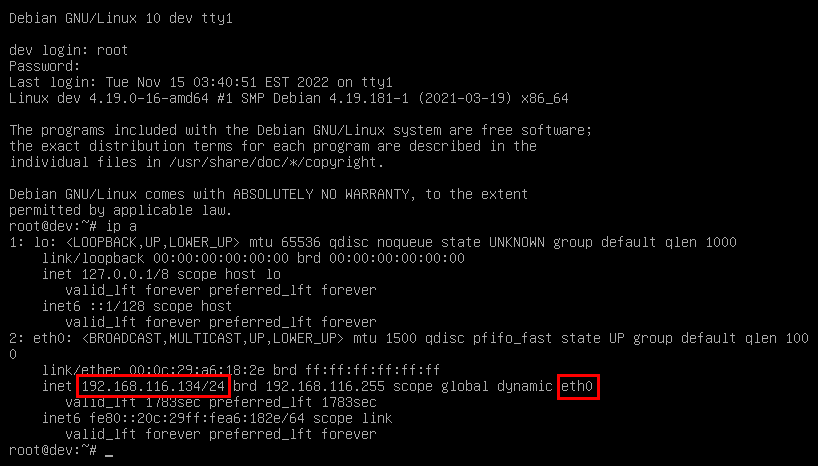 Debian GNU/Linux 10 dev tty1
dev login: root
Password:
Last login: Tue Nov 15 03:40:51 EST 2022 on tty1
Linux dev 4.19.0-16-amd64 #1 SMP Debian 4.19.181-1 (2021-03-19) x86_64
The programs included with the Debian GNU/Linux system are free software;
the exact distribution terms for each program are described in the
individual files in /usr/share/doc/*/copyright.
Debian GNU/Linux comes with ABSOLUTELY NO WARRANTY, to the extent
permitted by applicable law.
root@dev:~# ip a
1: lo: <LOOPBACK,UP,LOWER_UP> mtu 65536 qdisc noqueue state UNKNOWN group default qlen 1000
    link/loopback 00:00:00:00:00:00 brd 00:00:00:00:00:00
    inet 127.0.0.1/8 scope host lo
       valid_lft forever preferred_lft forever
    inet6 ::1/128 scope host
       valid_lft forever preferred_lft forever
2: eth0: <BROADCAST,MULTICAST,UP,LOWER_UP> mtu 1500 qdisc pfifo_fast state UP group default qlen 100
0
    link/ether 00:0c:29:a6:18:2e brd ff:ff:ff:ff:ff:ff
    inet 192.168.116.134/24 brd 192.168.116.255 scope global dynamic eth0
       valid_lft 1783sec preferred_lft 1783sec
    inet6 fe80::20c:29ff:fea6:182e/64 scope link
       valid_lft forever preferred_lft forever
root@dev:~# _